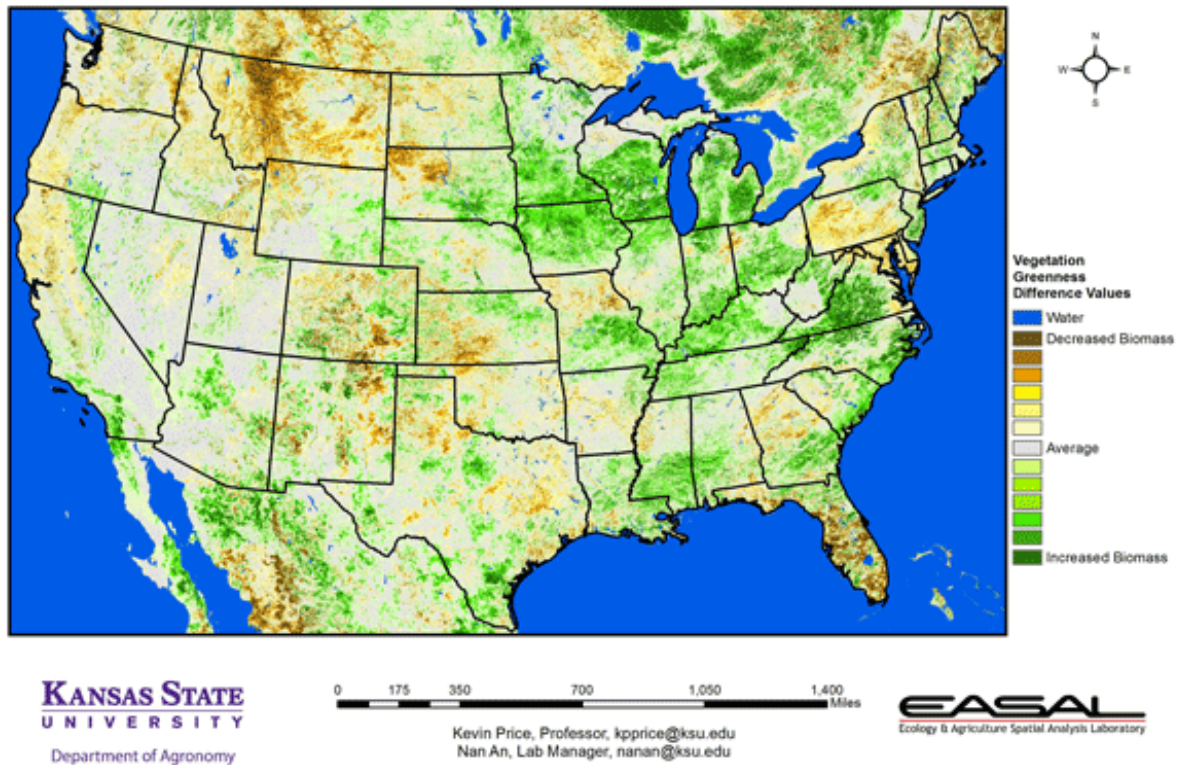 N
W E
S
Vegetation
Greenness
Difference Values
Water
Decreased Biomass
Average
Increased Biomass
KANSAS STATE
UNIVERSITY
Department of Agronomy
0 175 350 700 1,050 1,400
Miles
Kevin Price, Professor, kpprice@ksu.edu
Nan An, Lab Manager, nanan@ksu.edu
EASAL
Ecology & Agriculture Spatial Analysis Laboratory